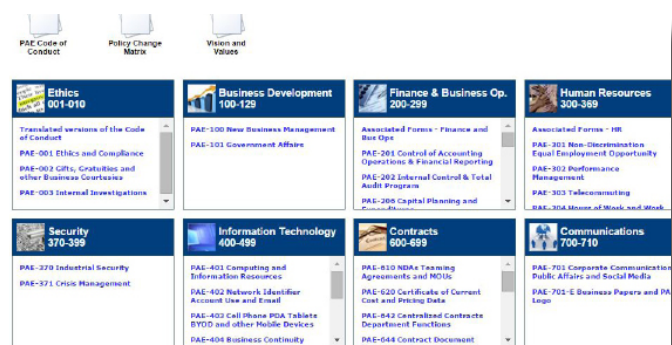 PAE Code of
Conduct
Policy Change
Matrix
Vision and
Values
Ethics
001-010
Translated versions of the Code
of Conduct
PAE-001 Ethics and Compliance
PAE-002 Gifts, Gratuities and
other Business Courtesies
PAE-003 Internal Investigations
Business Development
100-129
PAE-100 New Business Management
PAE-101 Government Affairs
Finance & Business Op.
200-299
Associated Forms - Finance and
Bus Ops
PAE-201 Control of Accounting
Operations & Financial Reporting
PAE-202 Internal Control & Total
Audit Program
PAE-206 Capital Planning and
Human Resources
300-369
Associated Forms - HR
PAE-301 Non-Discrimination
Equal Employment Opportunity
PAE-302 Performance
Management
PAE-303 Telecommuting
PAE-304 Hours of Work and Work
Security
370-399
PAE-370 Industrial Security
PAE-371 Crisis Management
Information Technology
400-499
PAE-401 Computing and
Information Resources
PAE-402 Network Identifier
Account Use and Email
PAE-403 Cell Phone PDA Tablets
BYOD and other Mobile Devices
PAE-404 Business Continuity
Contracts
600-699
PAE-610 NDAs Teaming
Agreements and MOUs
PAE-620 Certificate of Current
Cost and Pricing Data
PAE-642 Centralized Contracts
Department Functions
PAE-644 Contract Document
Communications
700-710
PAE-701 Corporate Communication
Public Affairs and Social Media
PAE-701-E Business Papers and PA
Logo